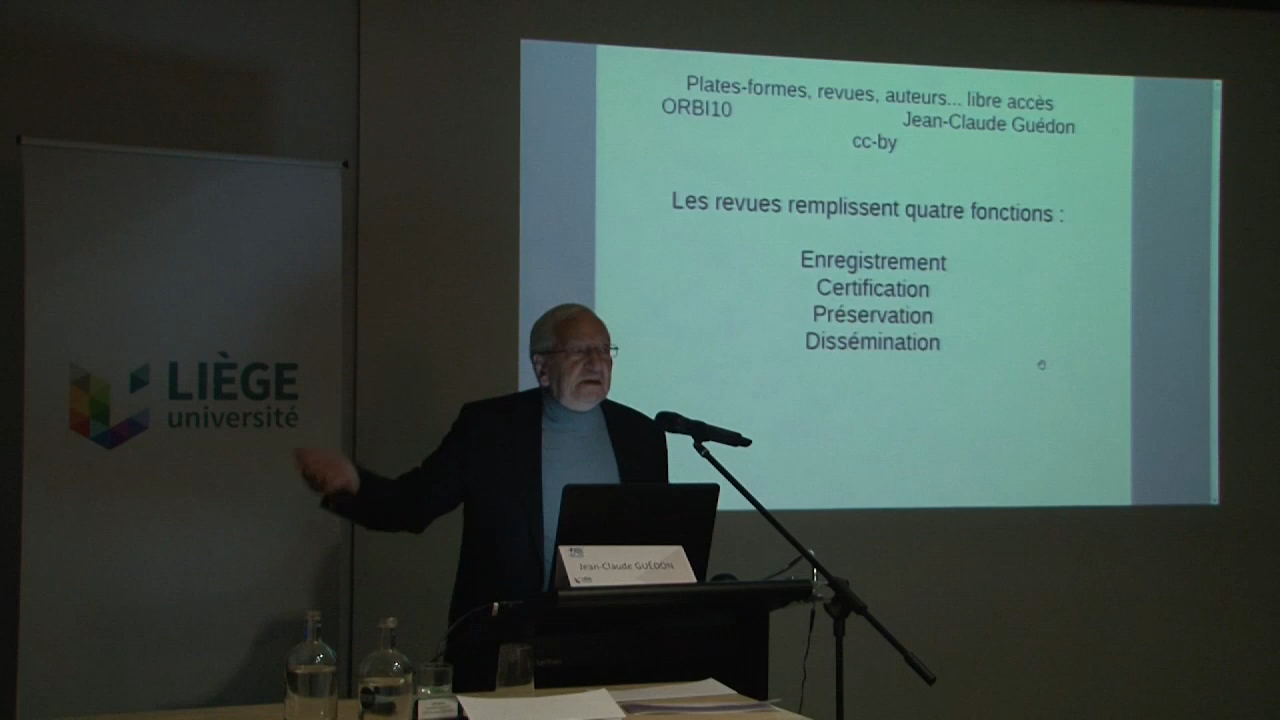 Plates-formes, revues, auteurs... libre accès
ORBI10 Jean-Claude Guédon
cc-by
Les revues remplissent quatre fonctions :
Enregistrement
Certification
Préservation
Dissémination
LIÈGE
université
Jean-Claude GUÉDON